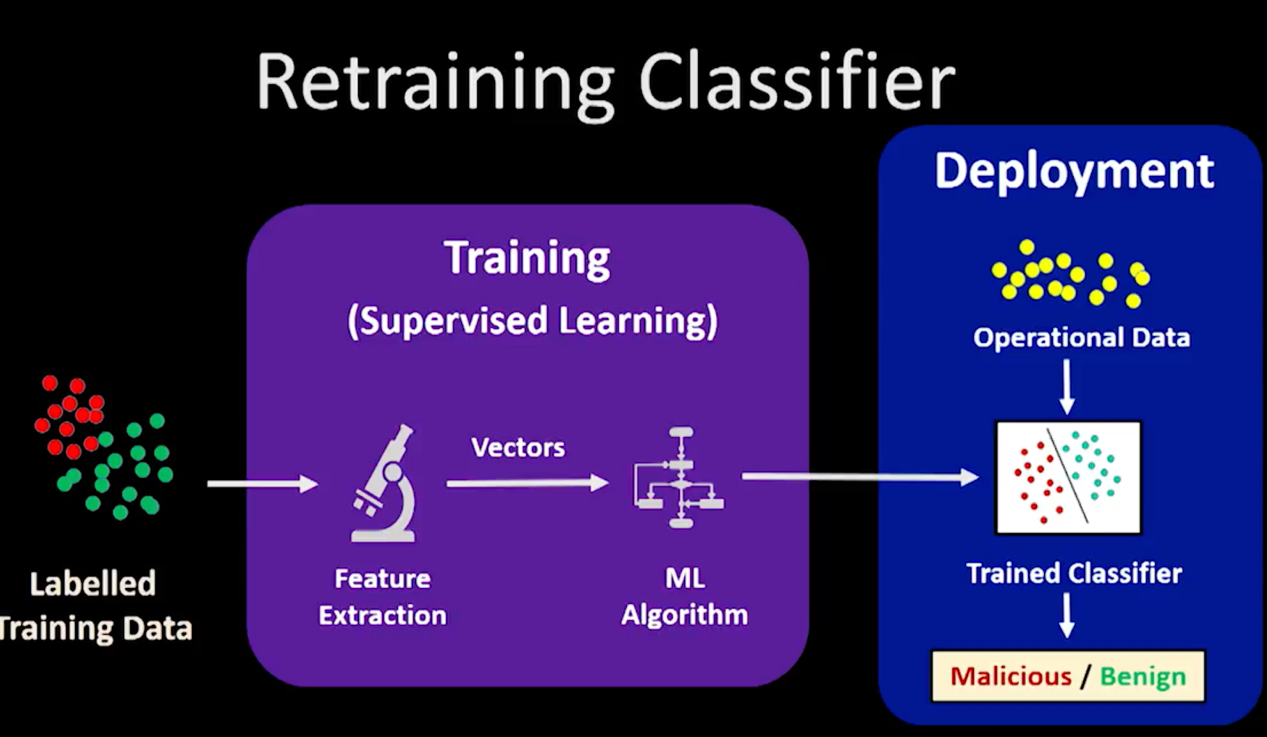 Retraining Classifier
Deployment
Training
(Supervised Learning)
Operational Data
Vectors
Labelled
Training Data
Feature
Extraction
ML
Algorithm
Trained Classifier
Malicious / Benign